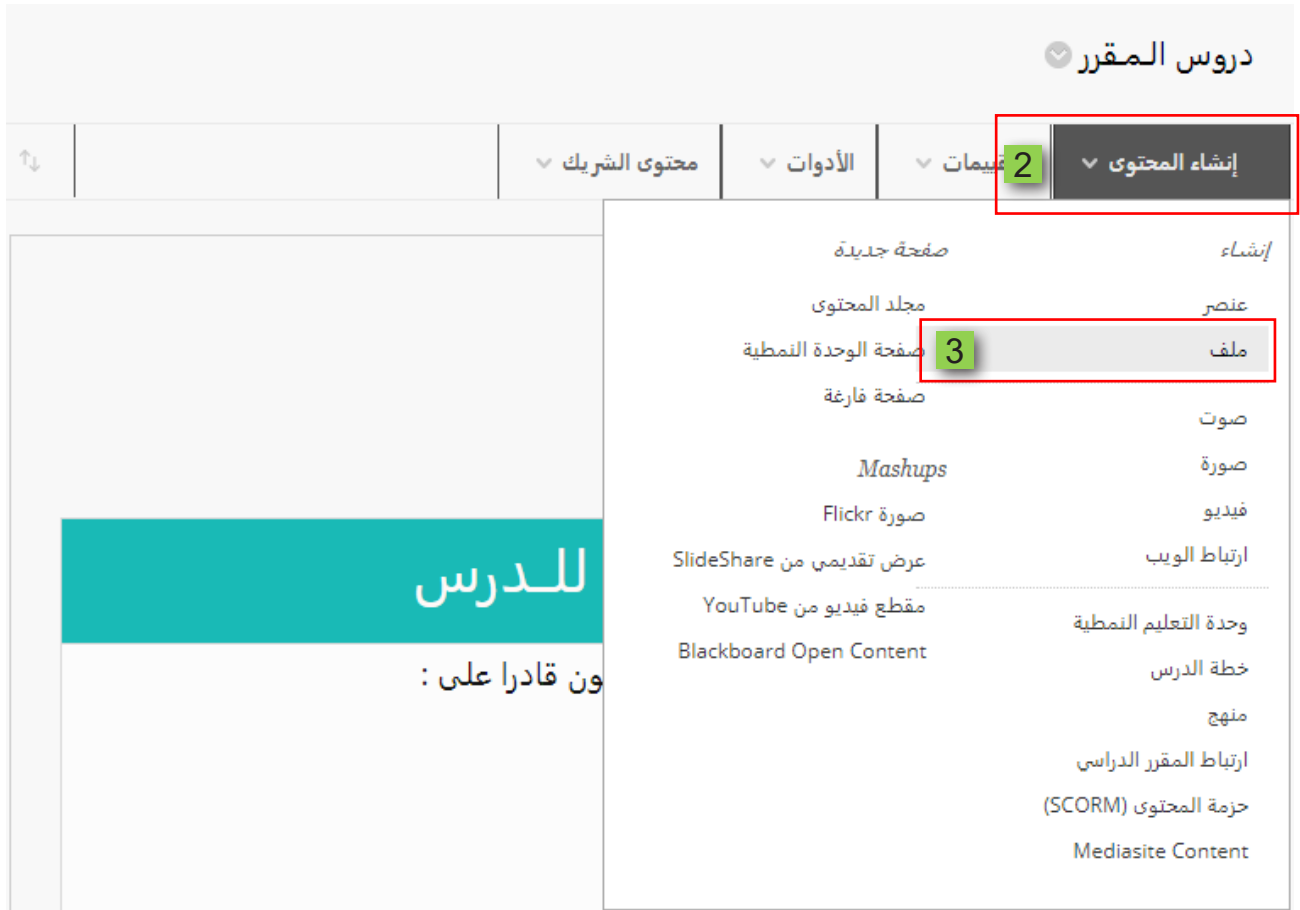 دروس المقرر
إنشاء المحتوى
2
الأدوات
محتوى الشريك
إنشاء
عنصر
ملف
3
صوت
صورة
فيديو
ارتباط الويب
وحدة التعليم النمطية
خطة الدرس
منهج
ارتباط المقرر الدراسي
حزمة المحتوى (SCORM)
Mediasite Content
صفحة جديدة
مجلد المحتوى
صفحة الوحدة النمطية
صفحة فارغة
Mashups
صورة Flickr
عرض تقديمي من SlideShare
مقطع فيديو من YouTube
Blackboard Open Content
للـدرس
ون قادرا على :